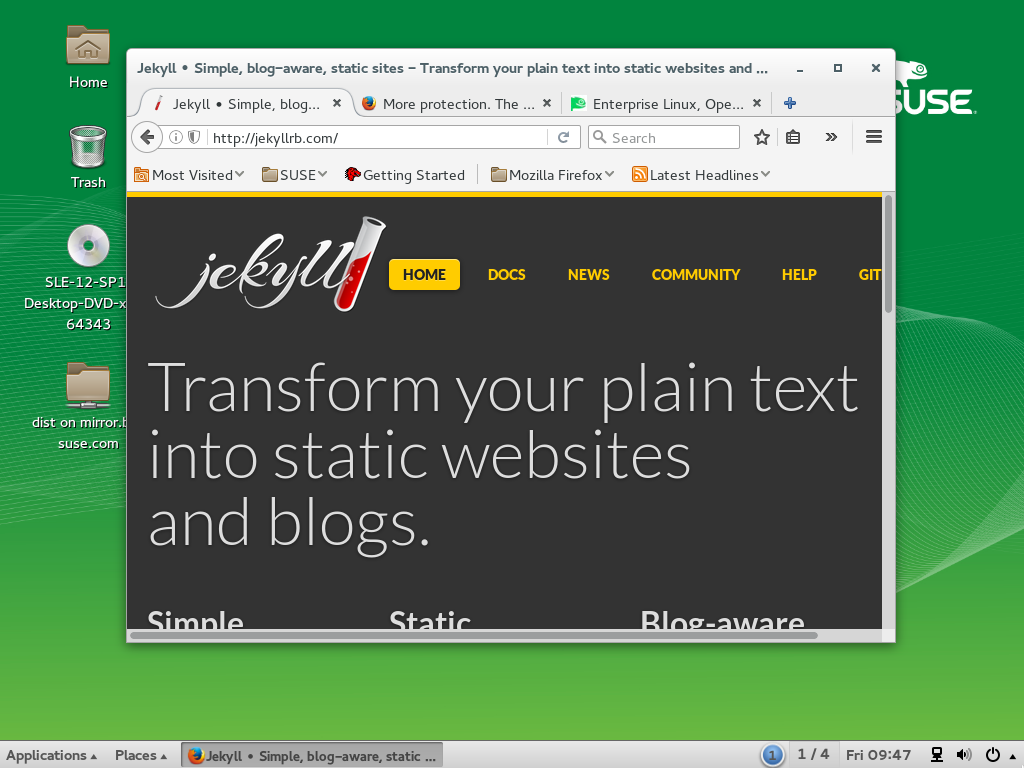 Home
Trash
SLE-12-SP1
Desktop-DVD-x
64343
dist on mirror.b
suse.com
SUSE
Jekyll • Simple, blog-aware, static sites - Transform your plain text into static websites and ...
Jekyll • Simple, blog...
More protection. The ...
Enterprise Linux, Ope...
http://jekyllrb.com/
Search
Most Visited
SUSE
Getting Started
Mozilla Firefox
Latest Headlines
jekyll
HOME
DOCS
NEWS
COMMUNITY
HELP
GIT
Transform your plain text
into static websites
and blogs.
Simple
Static
Blog-aware
Applications
Places
Jekyll • Simple, blog-aware, static ...
1
1 / 4
Fri 09:47